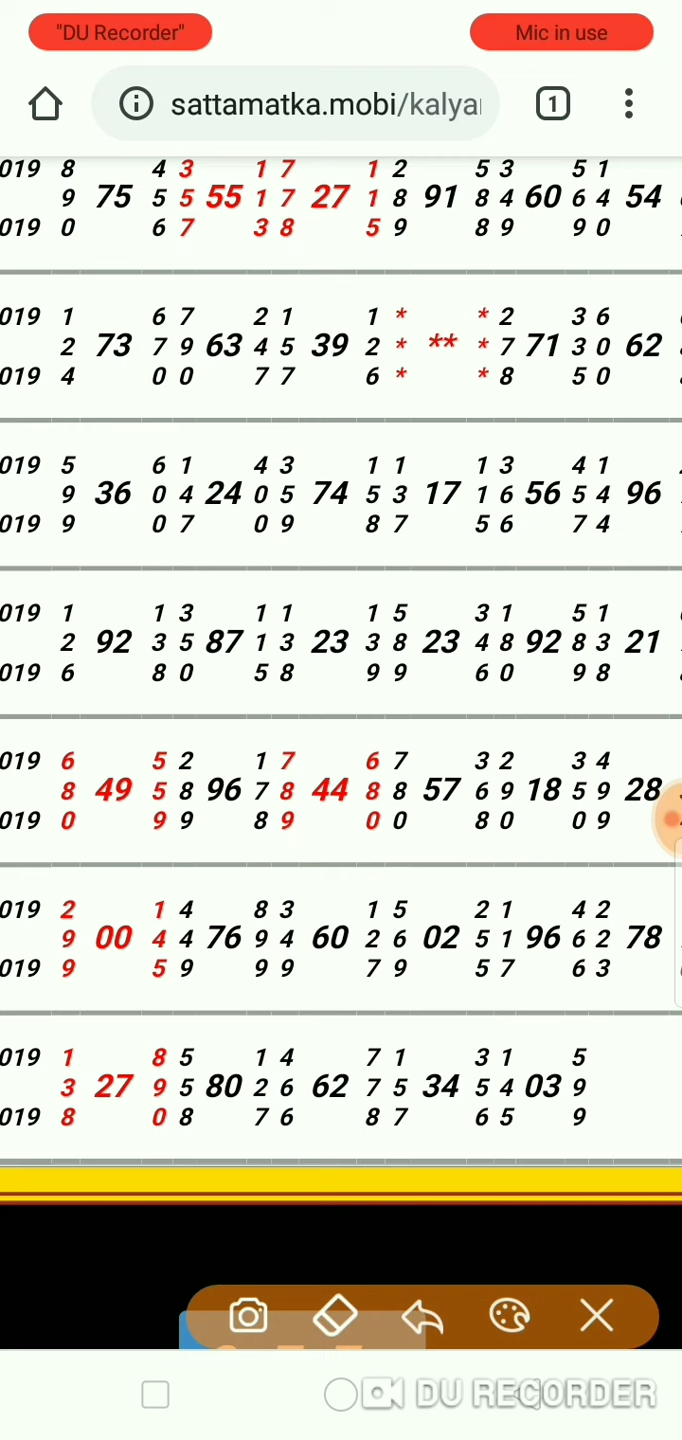 "DU Recorder" Mic in use
sattamatka.mobi/kalya
1
019 8 4 3 1 7 1 2 5 3 5 1
9 75 5 5 55 1 7 27 1 8 91 8 4 60 6 4 54
019 0 6 7 3 8 5 9 8 9 9 0
019 1 6 7 2 1 1 * * 2 3 6
2 73 7 9 63 4 5 39 2 * ** * 7 71 3 0 62
019 4 0 0 7 7 6 * * 8 5 0
019 5 6 1 4 3 1 1 1 3 4 1
9 36 0 4 24 0 5 74 5 3 17 1 6 56 5 4 96
019 9 0 7 0 9 8 7 5 6 7 4
019 1 1 3 1 1 1 5 3 1 5 1
2 92 3 5 87 1 3 23 3 8 23 4 8 92 8 3 21
019 6 8 0 5 8 9 9 6 0 9 8
019 6 5 2 1 7 6 7 3 2 3 4
8 49 5 8 96 7 8 44 8 8 57 6 9 18 5 9 28
019 0 9 9 8 9 0 0 8 0 0 9
019 2 1 4 8 3 1 5 2 1 4 2
9 00 4 4 76 9 4 60 2 6 02 5 1 96 6 2 78
019 9 5 9 9 9 7 9 5 7 6 3
019 1 8 5 1 4 7 1 3 1 5
3 27 9 5 80 2 6 62 7 5 34 5 4 03 9
019 8 0 8 7 6 8 7 6 5 9
DU RECORDER